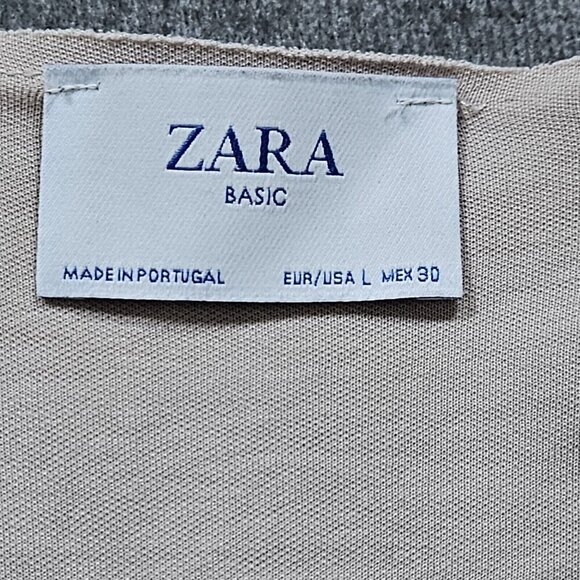 ZARA
BASIC
MADE IN PORTUGAL EUR/USA L MEX 30